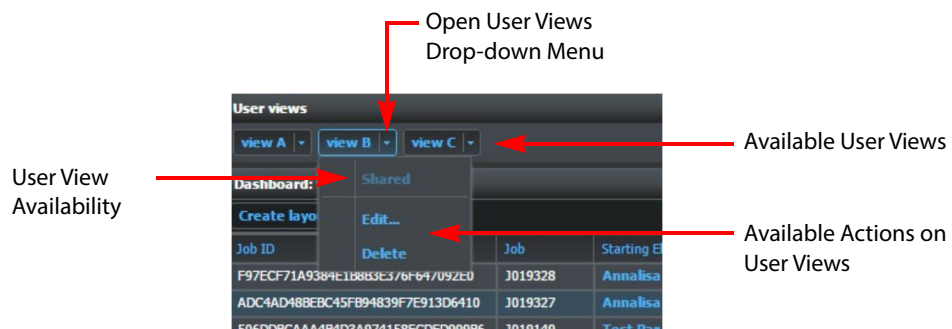 Open User Views
Drop-down Menu
User views
view A
view B
view C
Available User Views
User View
Availability
Shared
Dashboard:
Create layo
Edit...
Delete
Available Actions on
User Views
Job ID
Job
Starting El
F97ECF71A9384E1B8B3E376F647092E0 J019328 Annalisa
ADC4AD48BEBC45FB94839F7E913D6410 J019327 Annalisa
J019149